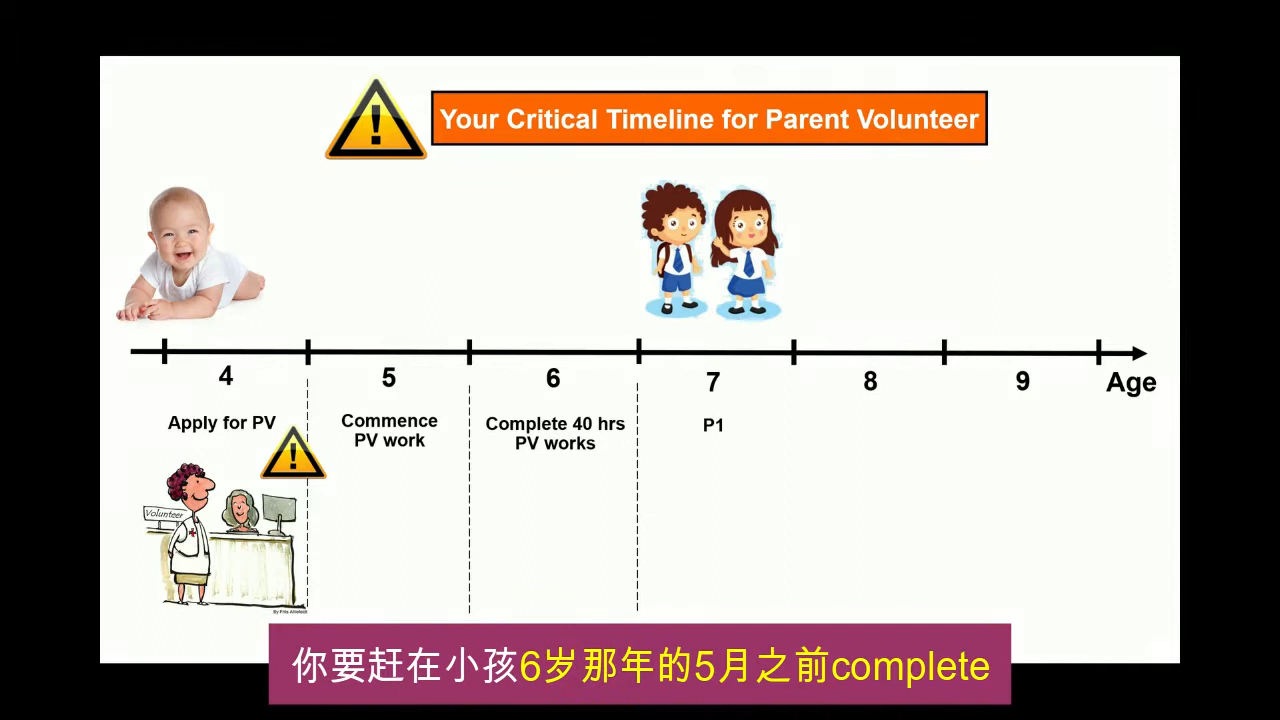 Your Critical Timeline for Parent Volunteer
4 5 6 7 8 9 Age
Apply for PV
Commence
PV work
Complete 40 hrs
PV works
P1
Volunteer
你要赶在小孩6岁那年的5月之前complete